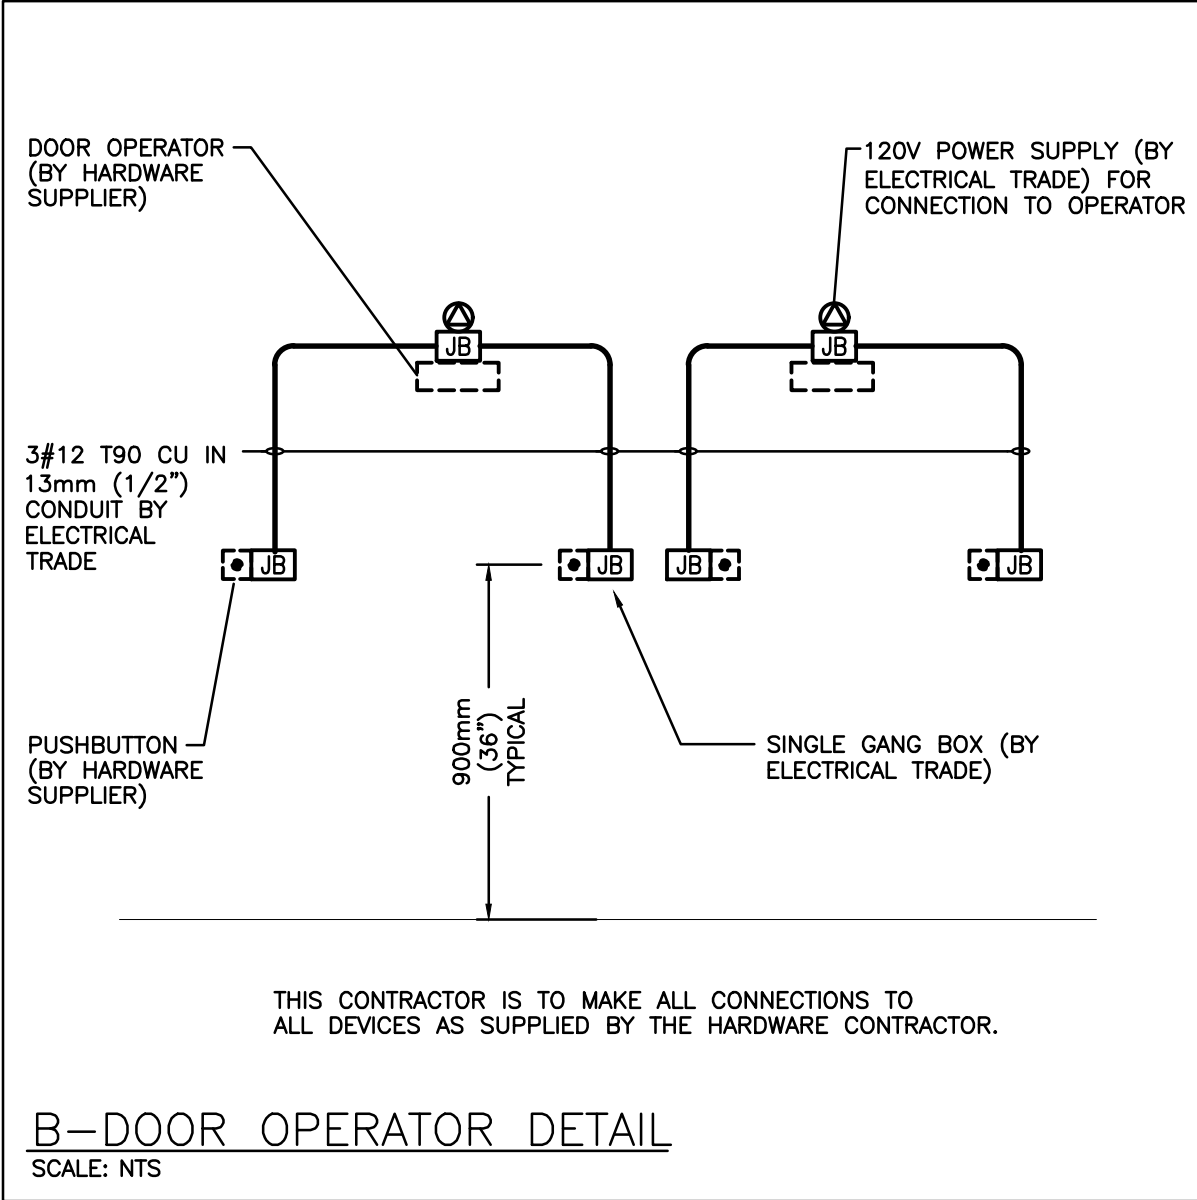 DOOR OPERATOR
(BY HARDWARE
SUPPLIER)
120V POWER SUPPLY (BY
ELECTRICAL TRADE) FOR
CONNECTION TO OPERATOR
JB
JB
3#12 T90 CU IN
13mm (1/2")
CONDUIT BY
ELECTRICAL
TRADE
JB
JB
JB
JB
900mm
(36")
TYPICAL
PUSHBUTTON
(BY HARDWARE
SUPPLIER)
SINGLE GANG BOX (BY
ELECTRICAL TRADE)
THIS CONTRACTOR IS TO MAKE ALL CONNECTIONS TO
ALL DEVICES AS SUPPLIED BY THE HARDWARE CONTRACTOR.
B-DOOR OPERATOR DETAIL
SCALE: NTS